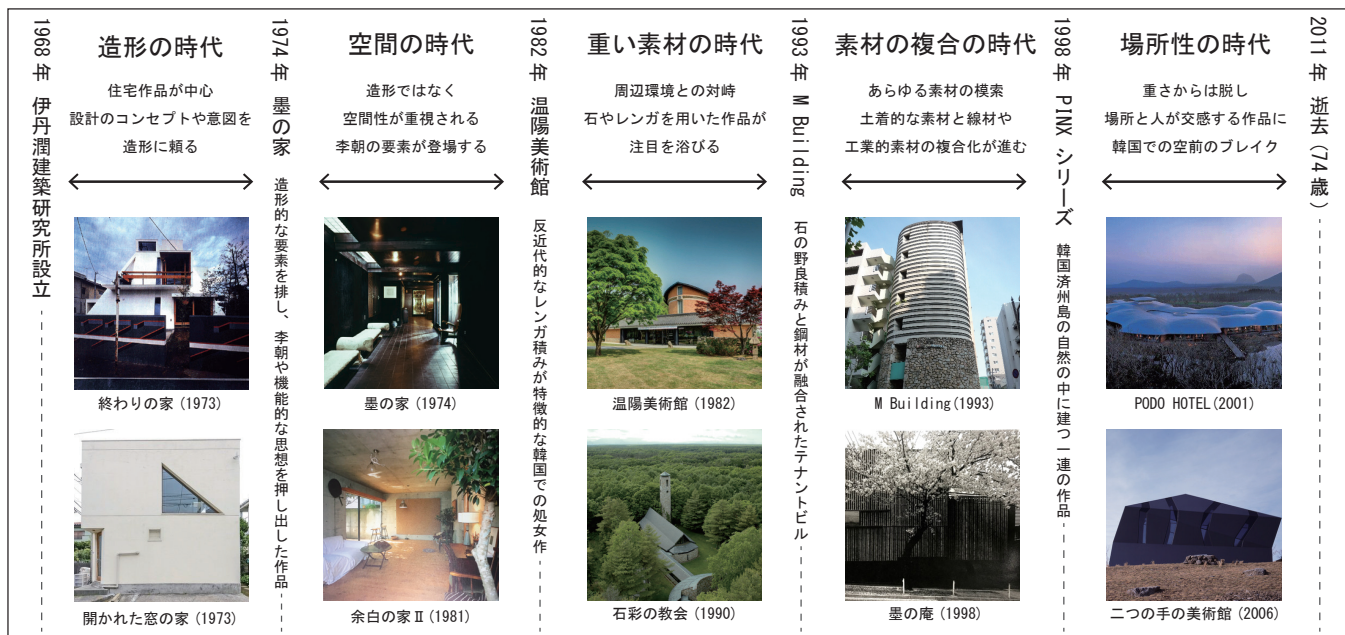 1968年 伊丹潤建築研究所設立
造形の時代
住宅作品が中心
設計のコンセプトや意図を
造形に頼る
終わりの家 (1973)
開かれた窓の家 (1973)
1974年 墨の家 造形的な要素を排し、李朝や機能的な思想を押し出した作品
空間の時代
造形ではなく
空間性が重視される
李朝の要素が登場する
墨の家 (1974)
余白の家Ⅱ (1981)
1982年 温陽美術館 反近代的なレンガ積みが特徴的な韓国での処女作
重い素材の時代
周辺環境との対峙
石やレンガを用いた作品が
注目を浴びる
温陽美術館 (1982)
石彩の教会 (1990)
1993年 M Building 石の野良積みと鋼材が融合されたテナントビル
素材の複合の時代
あらゆる素材の模索
土着的な素材と線材や
工業的素材の複合化が進む
M Building(1993)
墨の庵 (1998)
1998年 PINX シリーズ 韓国済州島の自然の中に建つ一連の作品
場所性の時代
重さからは脱し
場所と人が交感する作品に
韓国での空前のブレイク
PODO HOTEL(2001)
二つの手の美術館 (2006)
2011年 逝去(74歳)